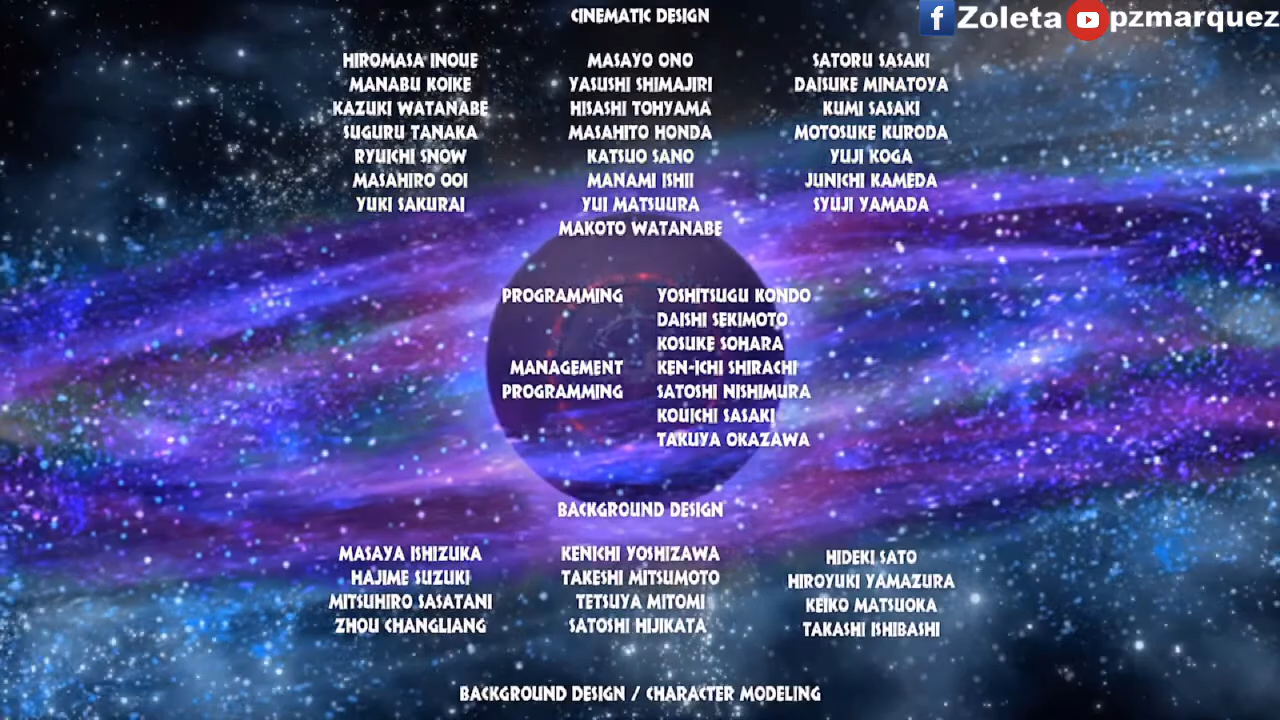 CINEMATIC DESIGN
Zoleta pzmarquez
HIROMASA INOUE MASAYO ONO SATORU SASAKI
MANABU KOIKE YASUSHI SHIMAJIRI DAISUKE MINATOYA
KAZUKI WATANABE HISASHI TOHYAMA KUMI SASAKI
SUGURU TANAKA MASAHITO HONDA MOTOSUKE KURODA
RYUICHI SNOW KATSUO SANO YUJI KOGA
MASAHIRO OOI MANAMI ISHII JUNICHI KAMEDA
YUKI SAKURAI YUI MATSUURA SYUJI YAMADA
MAKOTO WATANABE
PROGRAMMING YOSHITSUGU KONDO
DAISHI SEKIMOTO
KOSUKE SOHARA
MANAGEMENT KEN-ICHI SHIRACHI
PROGRAMMING SATOSHI NISHIMURA
KOUICHI SASAKI
TAKUYA OKAZAWA
BACKGROUND DESIGN
MASAYA ISHIZUKA KENICHI YOSHIZAWA HIDEKI SATO
HAJIME SUZUKI TAKESHI MITSUMOTO HIROYUKI YAMAZURA
MITSUHIRO SASATANI TETSUYA MITOMI KEIKO MATSUOKA
ZHOU CHANGLIANG SATOSHI HIJIKATA TAKASHI ISHIBASHI
BACKGROUND DESIGN / CHARACTER MODELING